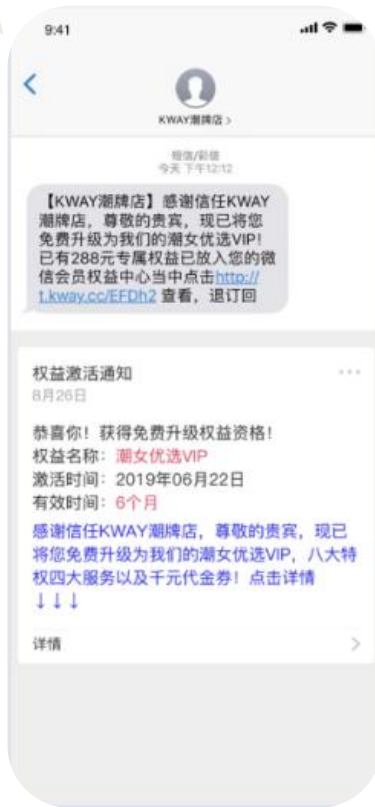 9:41
KWAY潮牌店 >
短信/彩信
今天 下午12:12
【KWAY潮牌店】感谢信任KWAY
潮牌店，尊敬的贵宾，现已将您
免费升级为我们的潮女优选VIP!
已有288元专属权益已放入您的微
信会员权益中心当中点击http://
t.kway.cc/EFDh2 查看，退订回
权益激活通知
8月26日
恭喜你！获得免费升级权益资格！
权益名称：潮女优选VIP
激活时间：2019年06月22日
有效时间：6个月
感谢信任KWAY潮牌店，尊敬的贵宾，现已
将您免费升级为我们的潮女优选VIP，八大特
权四大服务以及千元代金券！点击详情
↓↓↓
详情